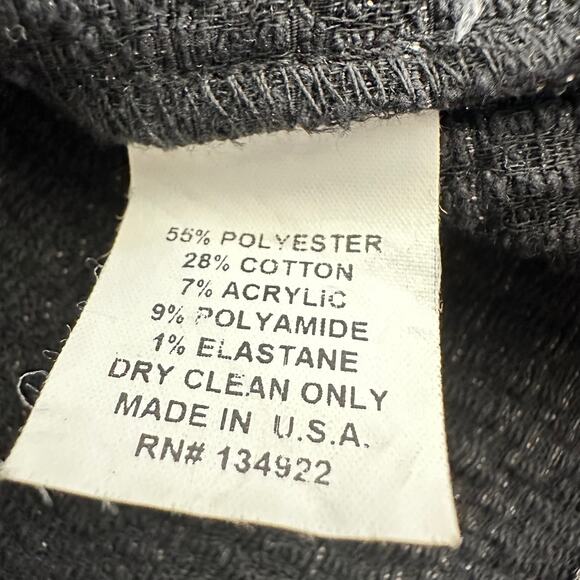 55% POLYESTER
28% COTTON
7% ACRYLIC
9% POLYAMIDE
1% ELASTANE
DRY CLEAN ONLY
MADE IN U.S.A.
RN# 134922